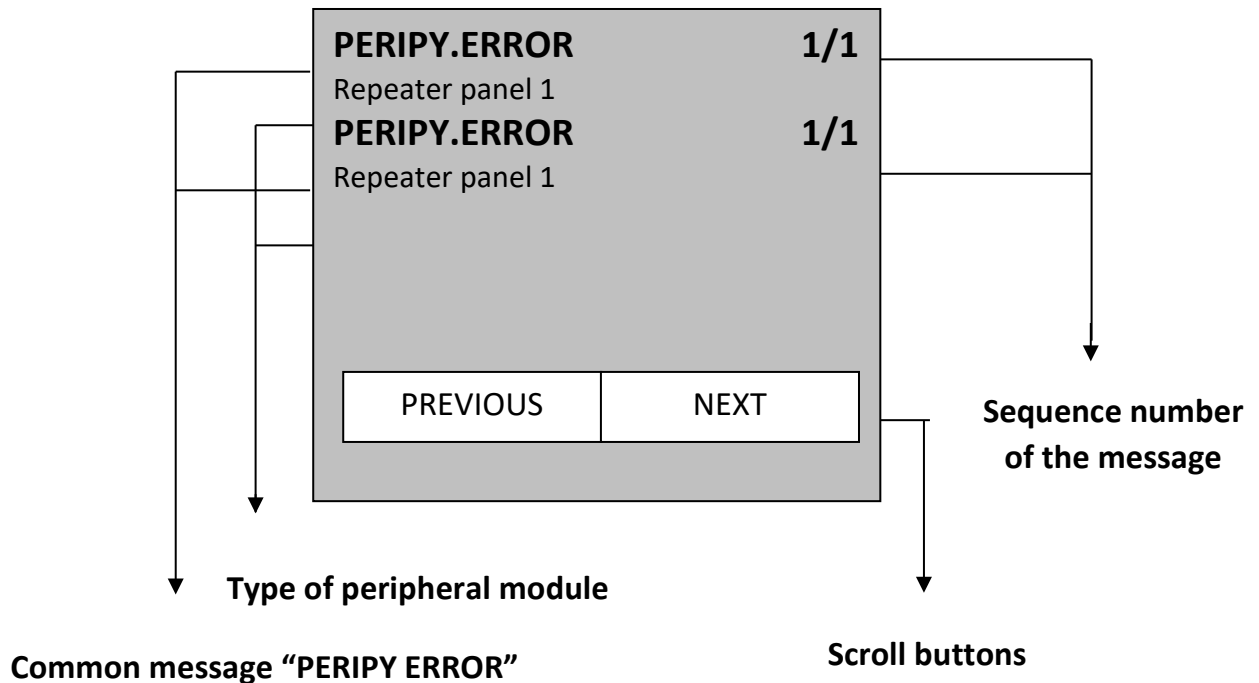 PERIPY.ERROR 1/1
Repeater panel 1
PERIPY.ERROR 1/1
Repeater panel 1
PREVIOUS NEXT
Sequence number
of the message
Type of peripheral module
Scroll buttons
Common message “PERIPY ERROR”